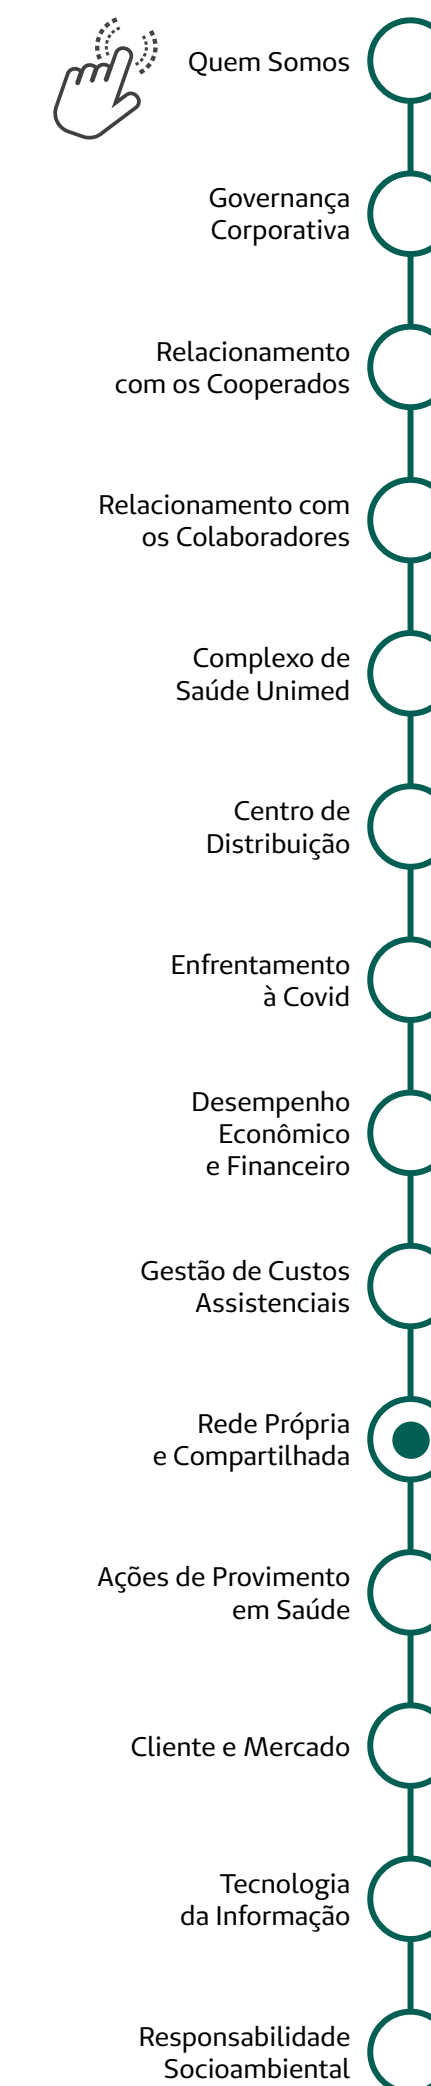 Quem Somos
Governança
Corporativa
Relacionamento
com os Cooperados
Relacionamento com
os Colaboradores
Complexo de
Saúde Unimed
Centro de
Distribuição
Enfrentamento
à Covid
Desempenho
Econômico
e Financeiro
Gestão de Custos
Assistenciais
Rede Própria
e Compartilhada
Ações de Provimento
em Saúde
Cliente e Mercado
Tecnologia
da Informação
Responsabilidade
Socioambiental